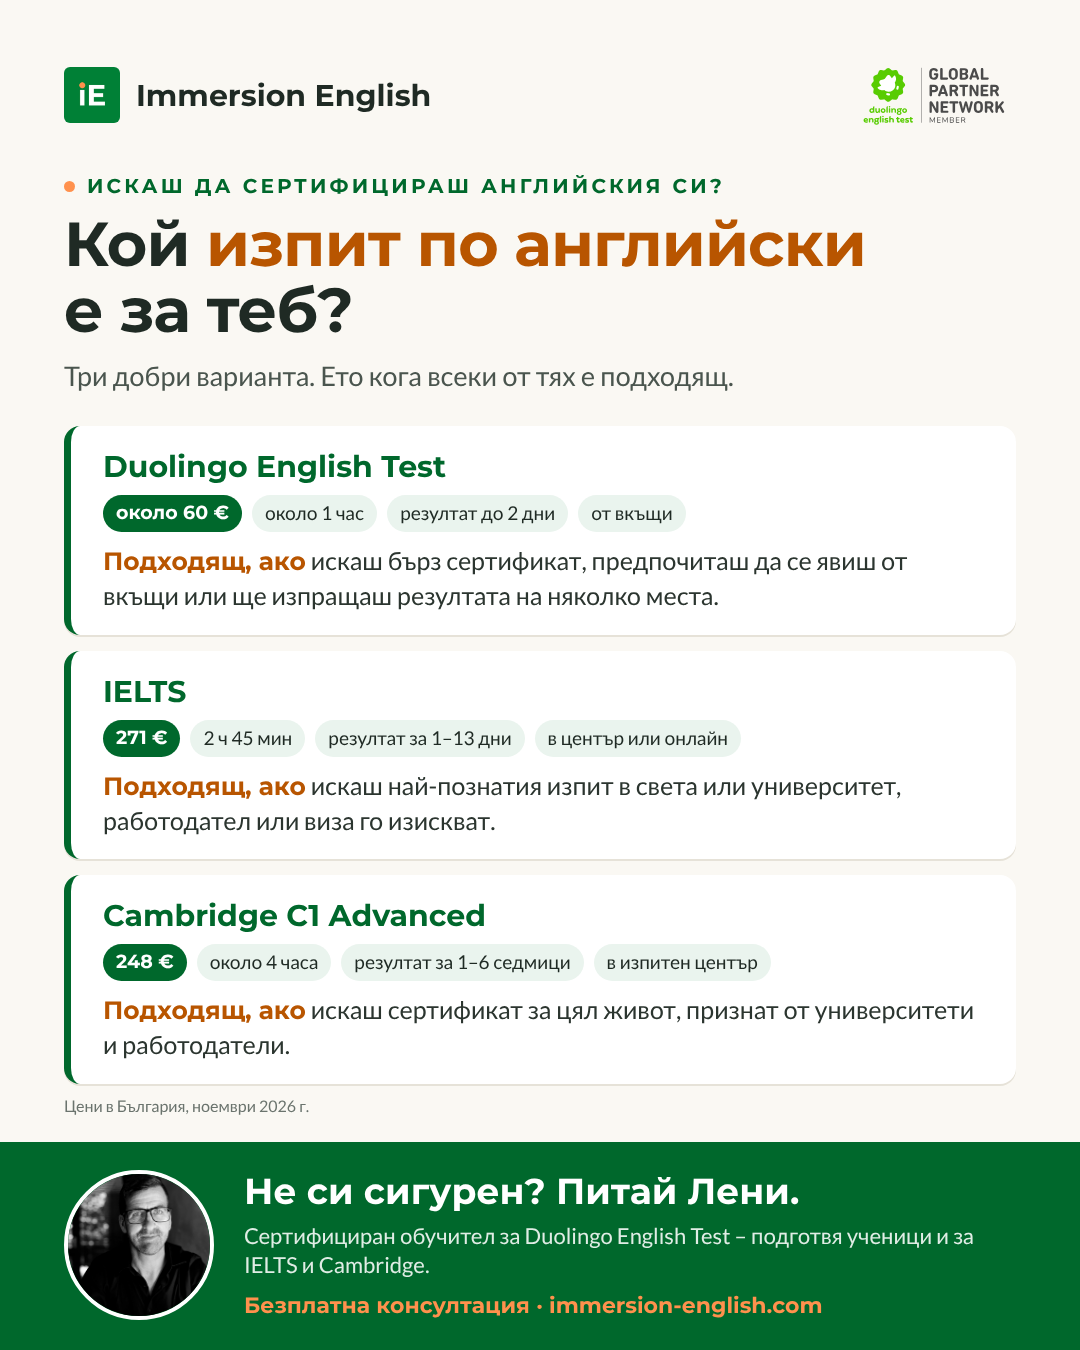 iE Immersion English
duolingo
english test
GLOBAL
PARTNER
NETWORK
MEMBER
ИСКАШ ДА СЕРТИФИЦИРАШ АНГЛИЙСКИЯ СИ?
Кой изпит по английски
е за теб?
Три добри варианта. Ето кога всеки от тях е подходящ.
Duolingo English Test
около 60 € около 1 час резултат до 2 дни от вкъщи
Подходящ, ако искаш бърз сертификат, предпочиташ да се явиш от
вкъщи или ще изпращаш резултата на няколко места.
IELTS
271 € 2 ч 45 мин резултат за 1–13 дни в център или онлайн
Подходящ, ако искаш най-познатия изпит в света или университет,
работодател или виза го изискват.
Cambridge C1 Advanced
248 € около 4 часа резултат за 1–6 седмици в изпитен център
Подходящ, ако искаш сертификат за цял живот, признат от университети
и работодатели.
Цени в България, ноември 2026 г.
Не си сигурен? Питай Лени.
Сертифициран обучител за Duolingo English Test – подготвя ученици и за
IELTS и Cambridge.
Безплатна консултация · immersion-english.com